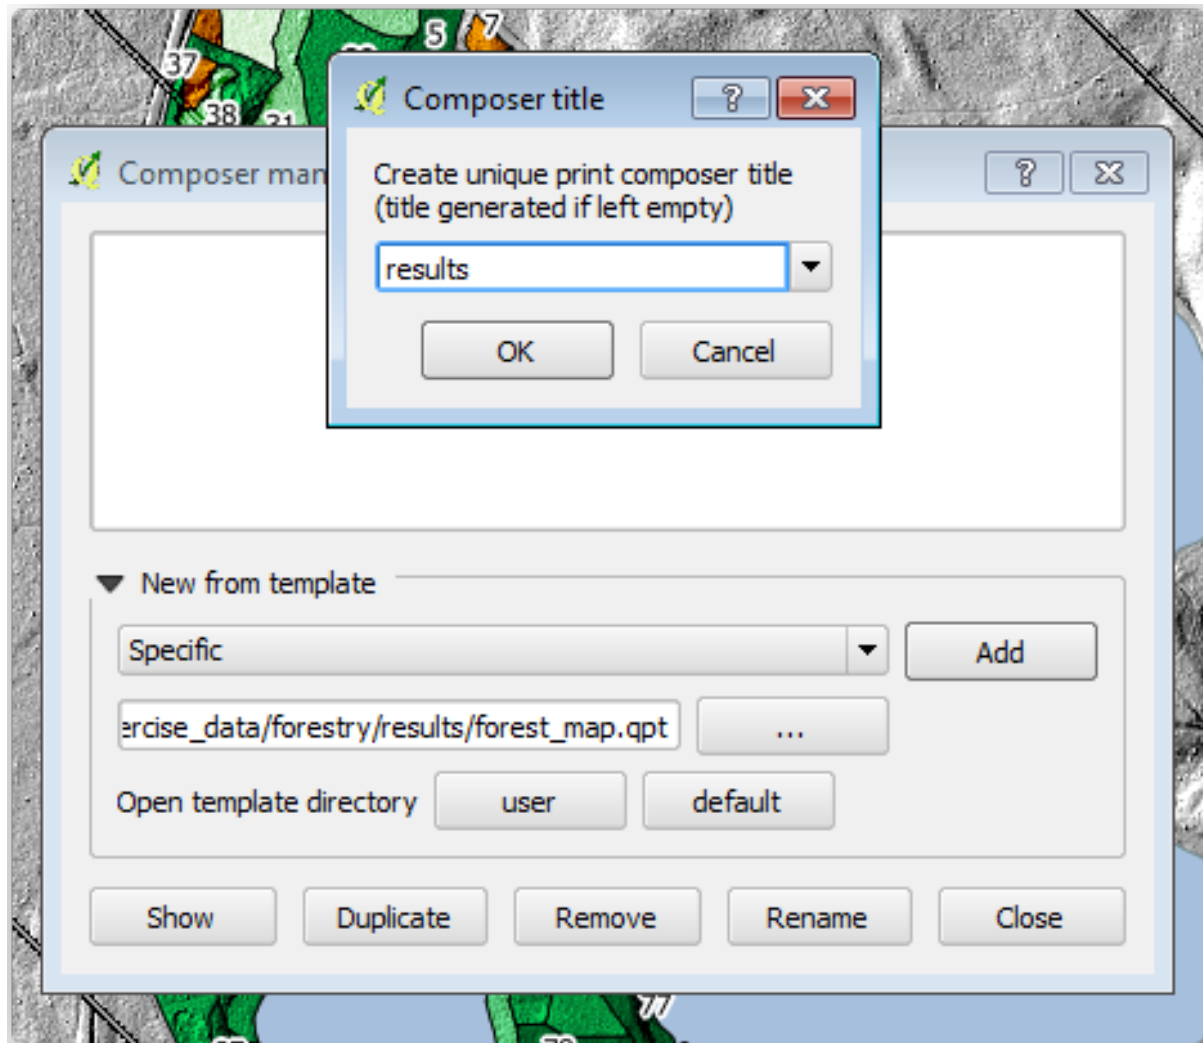 5
7
37
38
Composer title
Composer man
Create unique print composer title
(title generated if left empty)
results
OK
Cancel
New from template
Specific
Add
ercise_data/forestry/results/forest_map.qpt
...
Open template directory
user
default
Show
Duplicate
Remove
Rename
Close